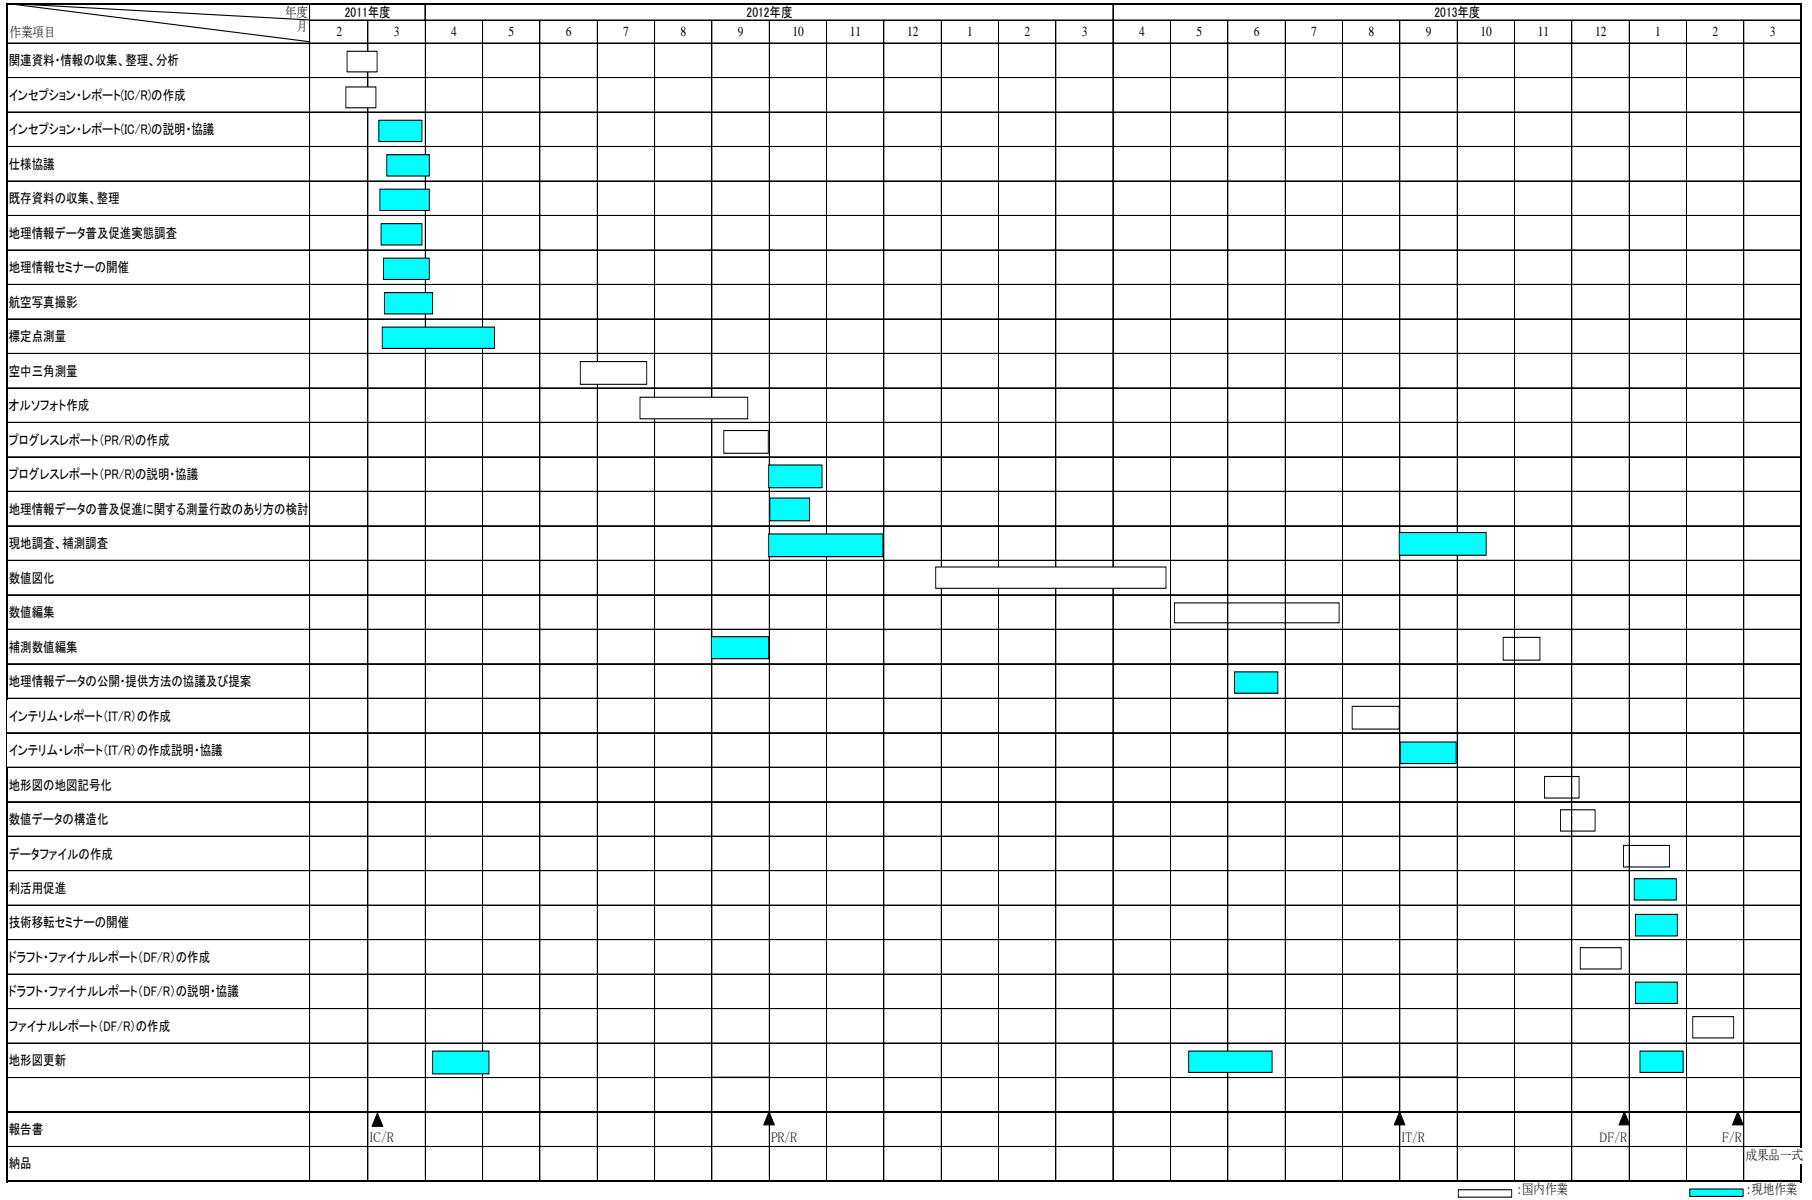 年度 2011年度 2012年度 2013年度
月
作業項目 2 3 4 5 6 7 8 9 10 11 12 1 2 3 4 5 6 7 8 9 10 11 12 1 2 3
関連資料・情報の収集、整理、分析
インセプション・レポート(IC/R)の作成
インセプション・レポート(IC/R)の説明・協議
仕様協議
既存資料の収集、整理
地理情報データ普及促進実態調査
地理情報セミナーの開催
航空写真撮影
標定点測量
空中三角測量
オルソフォト作成
プログレスレポート(PR/R)の作成
プログレスレポート(PR/R)の説明・協議
地理情報データの普及促進に関する測量行政のあり方の検討
現地調査、補測調査
数値図化
数値編集
補測数値編集
地理情報データの公開・提供方法の協議及び提案
インテリム・レポート(IT/R)の作成
インテリム・レポート(IT/R)の作成説明・協議
地形図の地図記号化
数値データの構造化
データファイルの作成
利活用促進
技術移転セミナーの開催
ドラフト・ファイナルレポート(DF/R)の作成
ドラフト・ファイナルレポート(DF/R)の説明・協議
ファイナルレポート(DF/R)の作成
地形図更新
報告書
IC/R PR/R IT/R DF/R F/R
納品 成果品一式
:国内作業 :現地作業